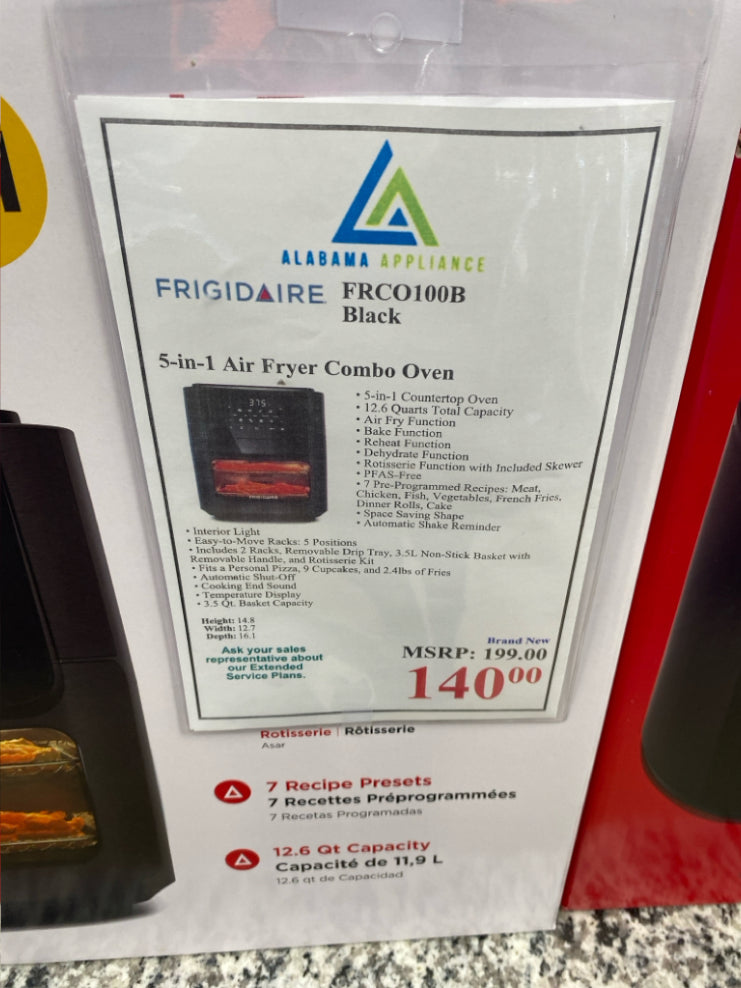 ALABAMA APPLIANCE
FRIGIDAIRE FRCO100B
Black
5-in-1 Air Fryer Combo Oven
375
FRIGIDAIRE
• 5-in-1 Countertop Oven
• 12.6 Quarts Total Capacity
• Air Fry Function
• Bake Function
• Reheat Function
• Dehydrate Function
• Rotisserie Function with Included Skewer
• PFAS-Free
• 7 Pre-Programmed Recipes: Meat,
Chicken, Fish, Vegetables, French Fries,
Dinner Rolls, Cake
• Space Saving Shape
• Automatic Shake Reminder
• Interior Light
• Easy-to-Move Racks: 5 Positions
• Includes 2 Racks, Removable Drip Tray, 3.5L Non-Stick Basket with
Removable Handle, and Rotisserie Kit
• Fits a Personal Pizza, 9 Cupcakes, and 2.4lbs of Fries
• Automatic Shut-Off
• Cooking End Sound
• Temperature Display
• 3.5 Qt. Basket Capacity
Height: 14.8
Width: 12.7
Depth: 16.1
Ask your sales
representative about
our Extended
Service Plans.
Brand New
MSRP: 199.00
140⁰⁰
Rotisserie | Rôtisserie
Asar
7 Recipe Presets
7 Recettes Préprogrammées
7 Recetas Programadas
12.6 Qt Capacity
Capacité de 11,9 L
12.6 qt de Capacidad